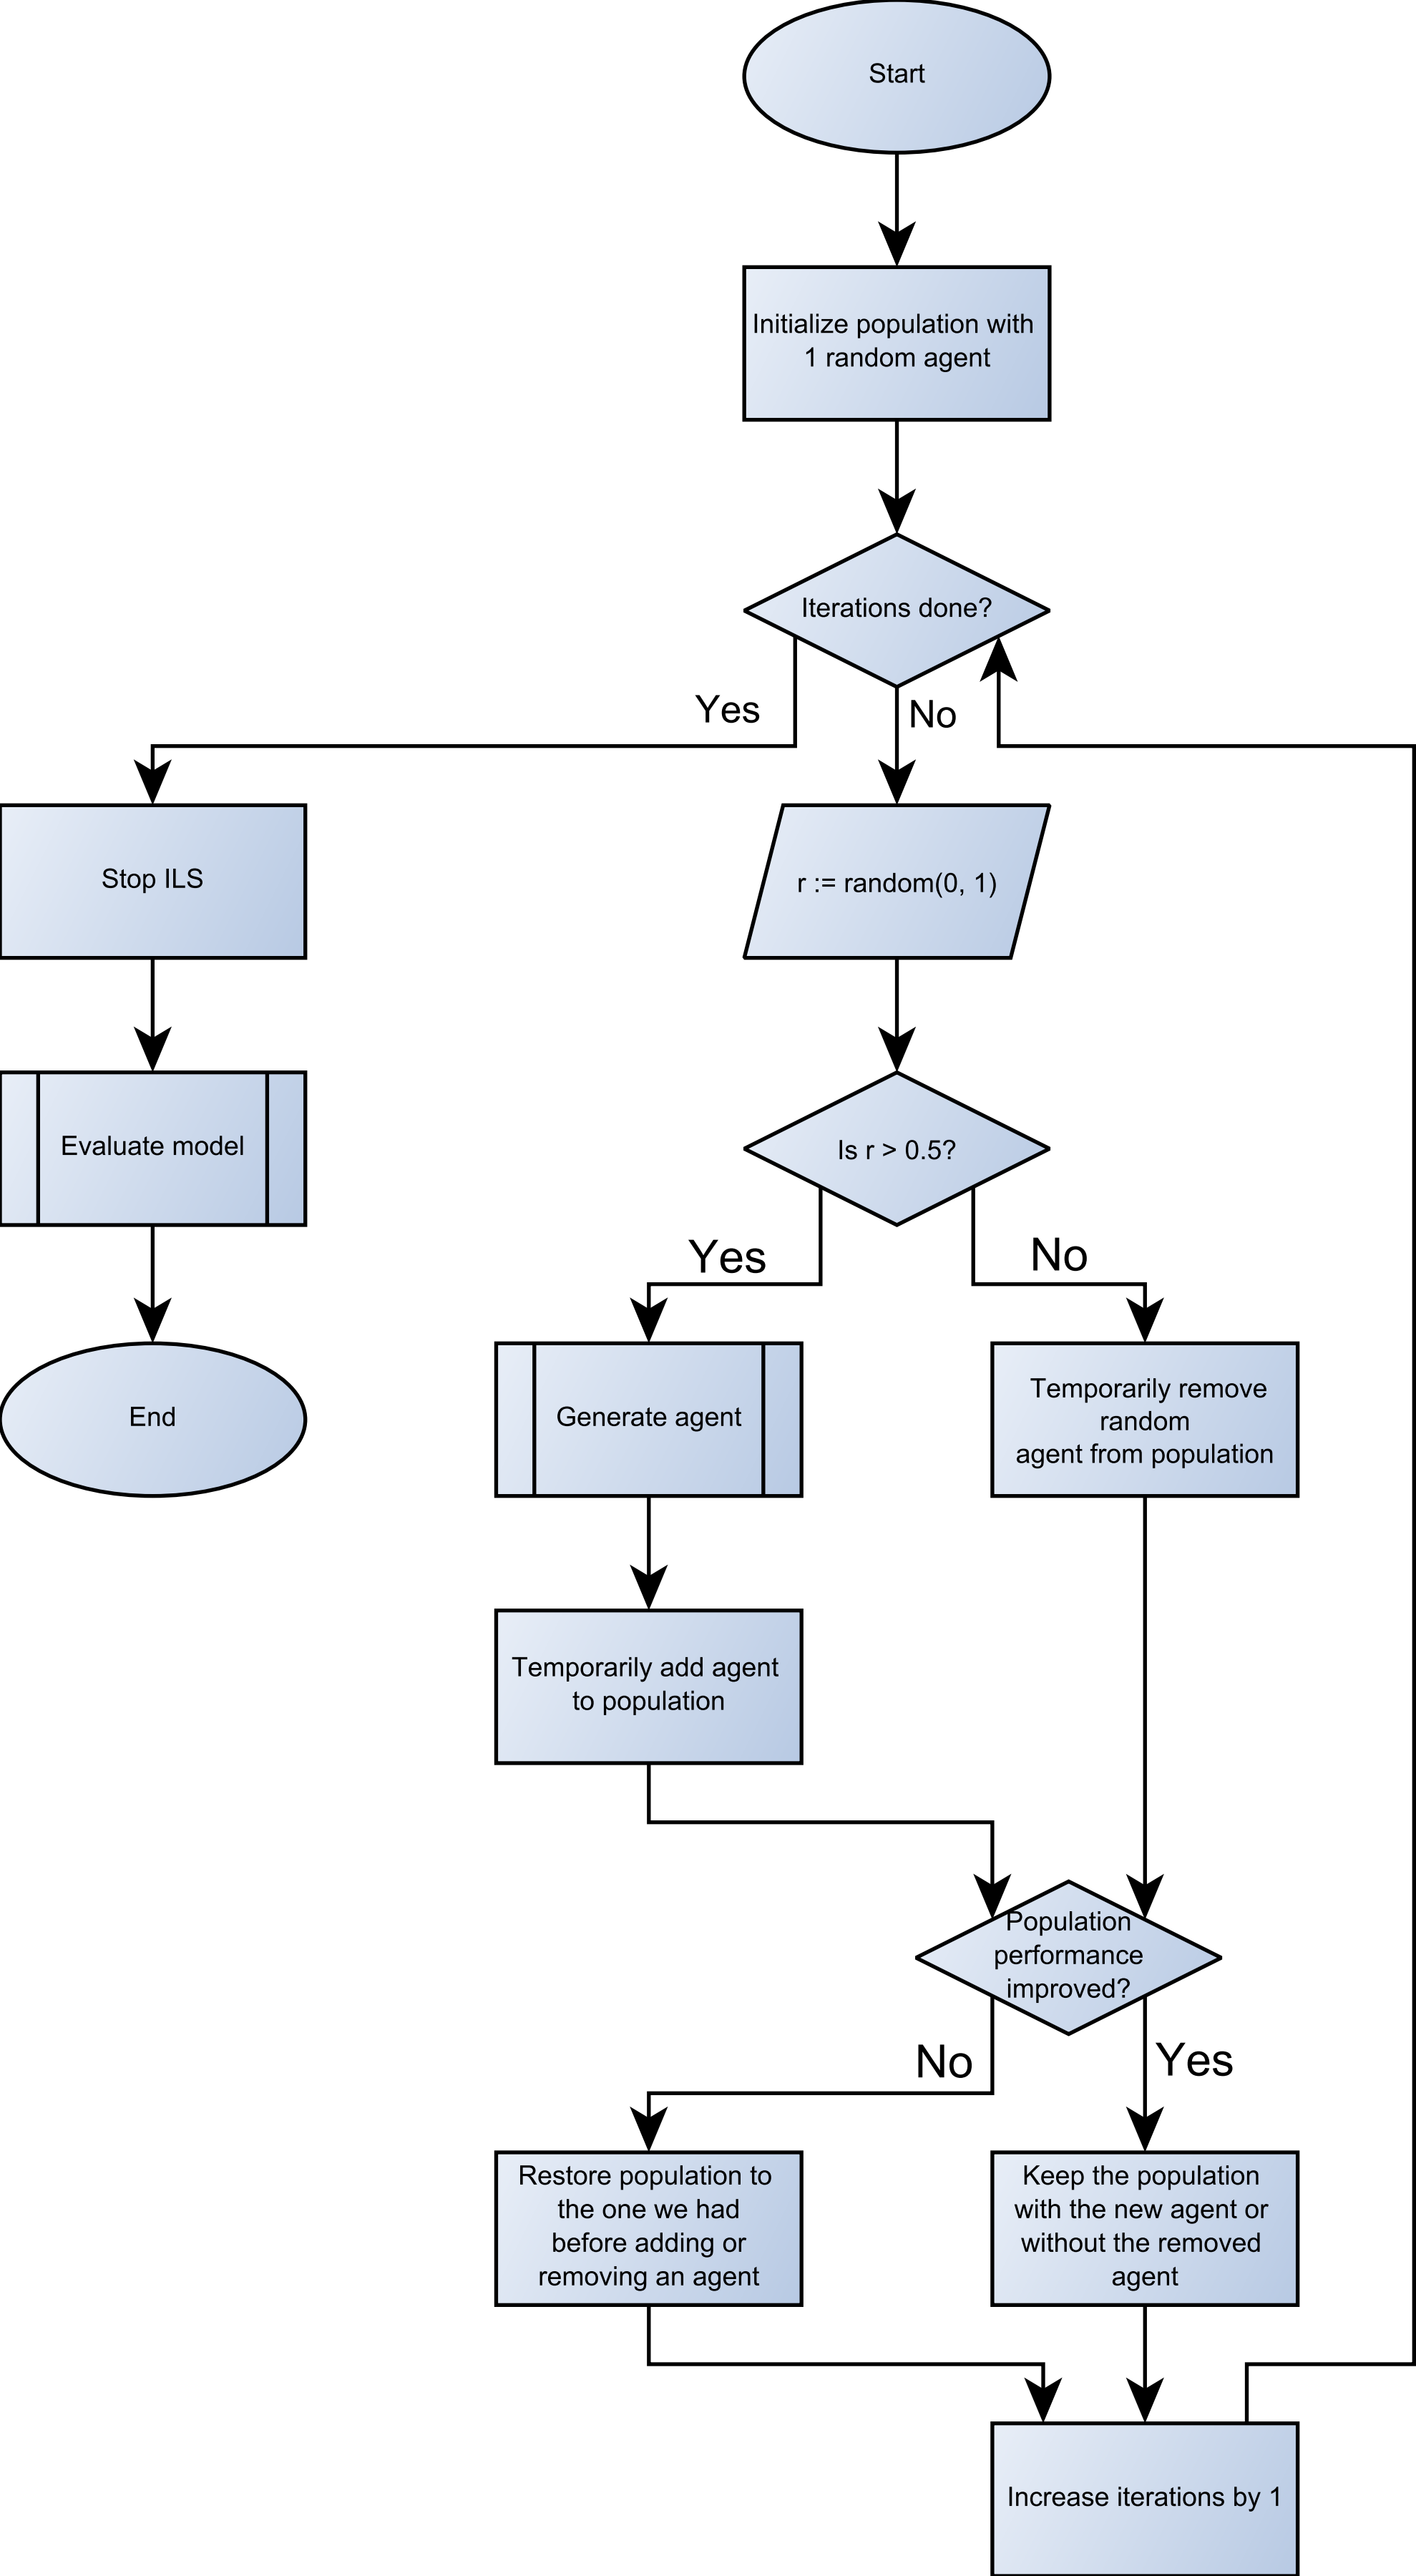 Start
Initialize population with
1 random agent
Iterations done?
Yes
No
Stop ILS
r := random(0, 1)
Evaluate model
Is r > 0.5?
Yes
No
End
Generate agent
Temporarily remove
random
agent from population
Temporarily add agent
to population
Population
performance
improved?
No
Yes
Restore population to
the one we had
before adding or
removing an agent
Keep the population
with the new agent or
without the removed
agent
Increase iterations by 1